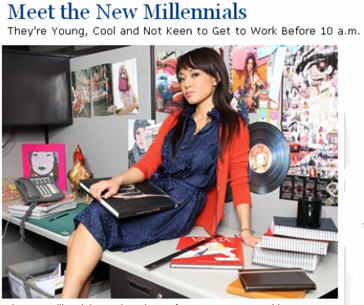 Meet the New Millennials
They're Young, Cool and Not Keen to Get to Work Before 10 a.m.